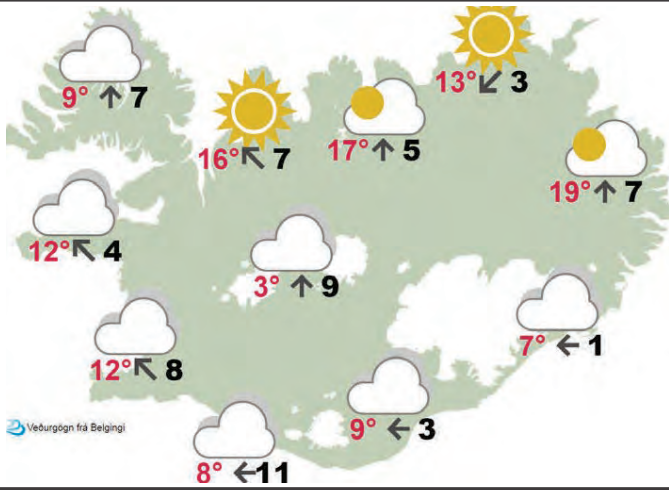 13° ↙ 3
9° ↑ 7
16° ↖ 7
17° ↑ 5
19° ↑ 7
12° ↖ 4
3° ↑ 9
7° ← 1
12° ↖ 8
9° ← 3
Veðurgögn frá Belgingi
8° ← 11